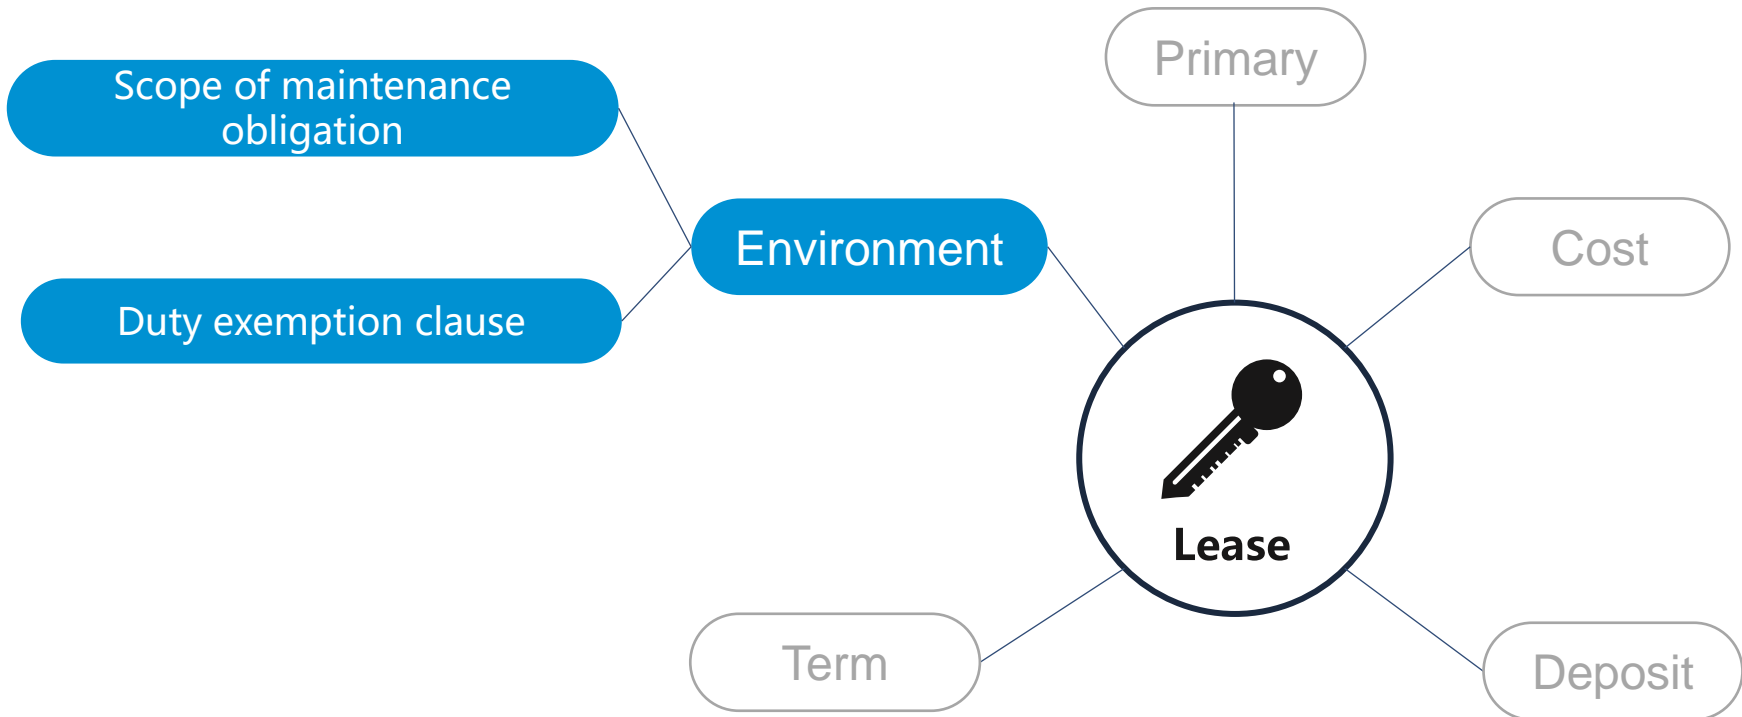 Primary
Scope of maintenance
obligation
Environment
Cost
Duty exemption clause
Lease
Term
Deposit